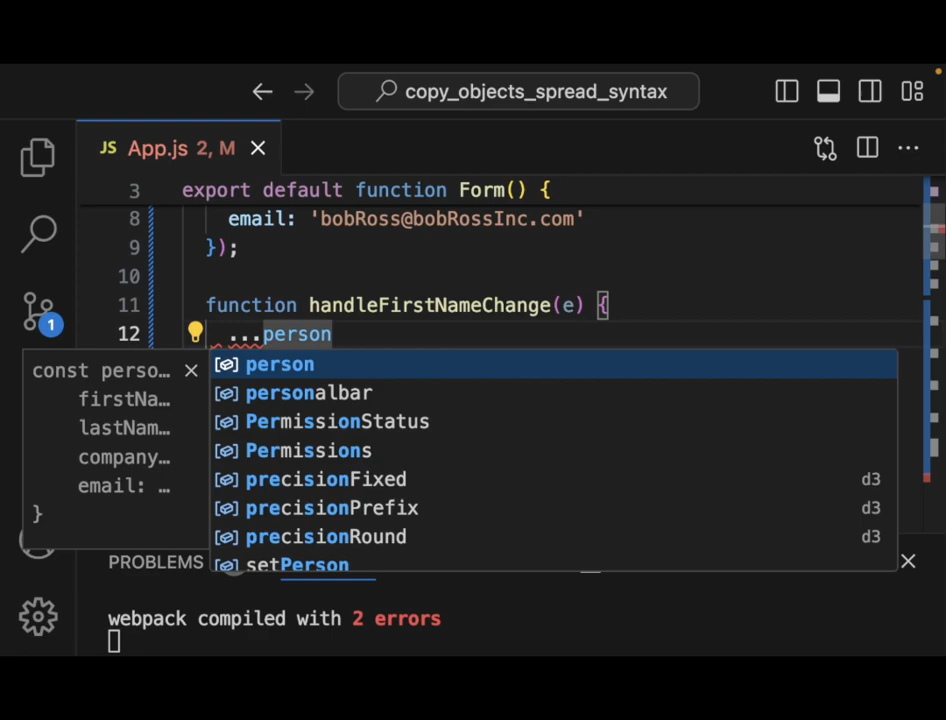 copy_objects_spread_syntax
JS App.js 2, M
3 export default function Form() {
8 email: 'bobRoss@bobRossInc.com'
9 });
10
11 function handleFirstNameChange(e) {
12 ...person
const perso…
firstNa…
lastNam…
company…
email: …
}
person
personalbar
PermissionStatus
Permissions
precisionFixed d3
precisionPrefix d3
precisionRound d3
setPerson
1
PROBLEMS
webpack compiled with 2 errors